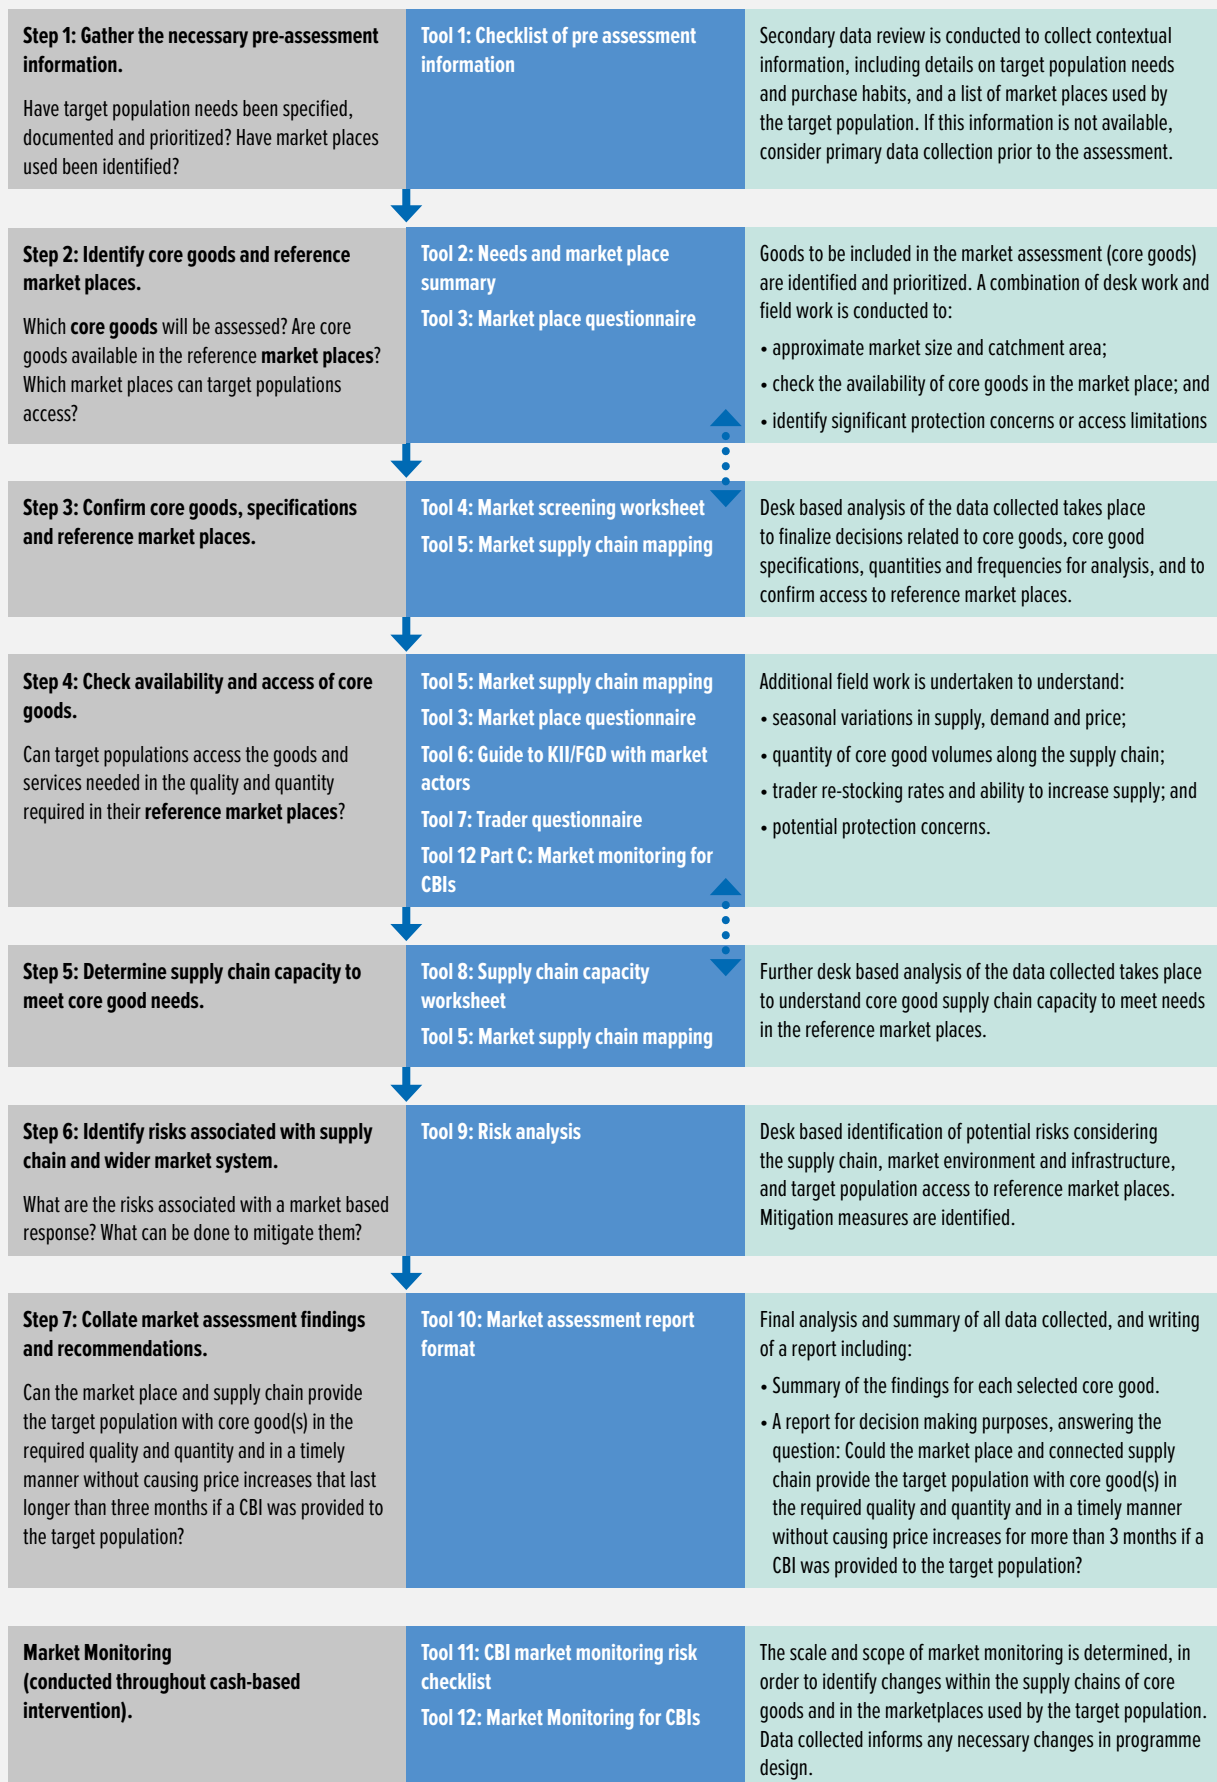 Step 1: Gather the necessary pre-assessment
information.
Have target population needs been specified,
documented and prioritized? Have market places
used been identified?
Tool 1: Checklist of pre assessment
information
Secondary data review is conducted to collect contextual
information, including details on target population needs
and purchase habits, and a list of market places used by
the target population. If this information is not available,
consider primary data collection prior to the assessment.
Step 2: Identify core goods and reference
market places.
Which core goods will be assessed? Are core
goods available in the reference market places?
Which market places can target populations
access?
Tool 2: Needs and market place
summary
Tool 3: Market place questionnaire
Goods to be included in the market assessment (core goods)
are identified and prioritized. A combination of desk work and
field work is conducted to:
• approximate market size and catchment area;
• check the availability of core goods in the market place; and
• identify significant protection concerns or access limitations
Step 3: Confirm core goods, specifications
and reference market places.
Tool 4: Market screening worksheet
Tool 5: Market supply chain mapping
Desk based analysis of the data collected takes place
to finalize decisions related to core goods, core good
specifications, quantities and frequencies for analysis, and to
confirm access to reference market places.
Step 4: Check availability and access of core
goods.
Can target populations access the goods and
services needed in the quality and quantity
required in their reference market places?
Tool 5: Market supply chain mapping
Tool 3: Market place questionnaire
Tool 6: Guide to KII/FGD with market
actors
Tool 7: Trader questionnaire
Tool 12 Part C: Market monitoring for
CBIs
Additional field work is undertaken to understand:
• seasonal variations in supply, demand and price;
• quantity of core good volumes along the supply chain;
• trader re-stocking rates and ability to increase supply; and
• potential protection concerns.
Step 5: Determine supply chain capacity to
meet core good needs.
Tool 8: Supply chain capacity
worksheet
Tool 5: Market supply chain mapping
Further desk based analysis of the data collected takes place
to understand core good supply chain capacity to meet needs
in the reference market places.
Step 6: Identify risks associated with supply
chain and wider market system.
What are the risks associated with a market based
response? What can be done to mitigate them?
Tool 9: Risk analysis
Desk based identification of potential risks considering
the supply chain, market environment and infrastructure,
and target population access to reference market places.
Mitigation measures are identified.
Step 7: Collate market assessment findings
and recommendations.
Can the market place and supply chain provide
the target population with core good(s) in the
required quality and quantity and in a timely
manner without causing price increases that last
longer than three months if a CBI was provided to
the target population?
Tool 10: Market assessment report
format
Final analysis and summary of all data collected, and writing
of a report including:
• Summary of the findings for each selected core good.
• A report for decision making purposes, answering the
question: Could the market place and connected supply
chain provide the target population with core good(s) in
the required quality and quantity and in a timely manner
without causing price increases for more than 3 months if a
CBI was provided to the target population?
Market Monitoring
(conducted throughout cash-based
intervention).
Tool 11: CBI market monitoring risk
checklist
Tool 12: Market Monitoring for CBIs
The scale and scope of market monitoring is determined, in
order to identify changes within the supply chains of core
goods and in the marketplaces used by the target population.
Data collected informs any necessary changes in programme
design.